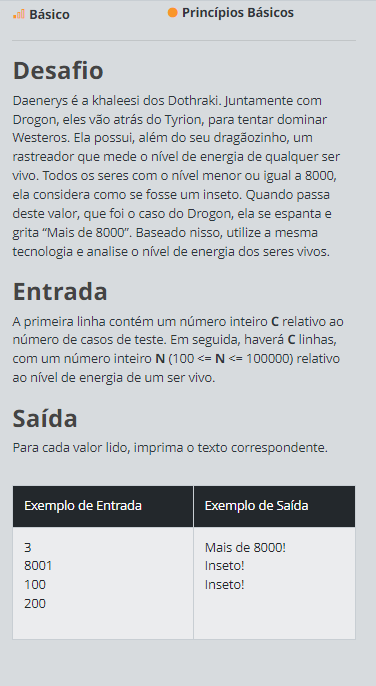 Básico
Princípios Básicos
Desafio
Daenerys é a khaleesi dos Dothraki. Juntamente com
Drogon, eles vão atrás do Tyrion, para tentar dominar
Westeros. Ela possui, além do seu dragãozinho, um
rastreador que mede o nível de energia de qualquer ser
vivo. Todos os seres com o nível menor ou igual a 8000,
ela considera como se fosse um inseto. Quando passa
deste valor, que foi o caso do Drogon, ela se espanta e
grita “Mais de 8000”. Baseado nisso, utilize a mesma
tecnologia e analise o nível de energia dos seres vivos.
Entrada
A primeira linha contém um número inteiro C relativo ao
número de casos de teste. Em seguida, haverá C linhas,
com um número inteiro N (100 <= N <= 100000) relativo
ao nível de energia de um ser vivo.
Saída
Para cada valor lido, imprima o texto correspondente.
Exemplo de Entrada
Exemplo de Saída
3
8001
100
200
Mais de 8000!
Inseto!
Inseto!